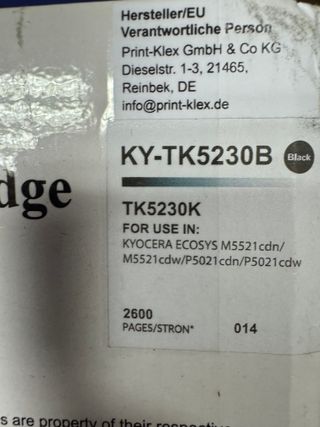 Hersteller/EU
Verantwortliche Person
Print-Klex GmbH & Co KG
Dieselstr. 1-3, 21465,
Reinbek, DE
info@print-klex.de
KY-TK5230B Black
dge
TK5230K
FOR USE IN:
KYOCERA ECOSYS M5521cdn/
M5521cdw/P5021cdn/P5021cdw
2600
PAGES/STRON* 014
s are property of their respective